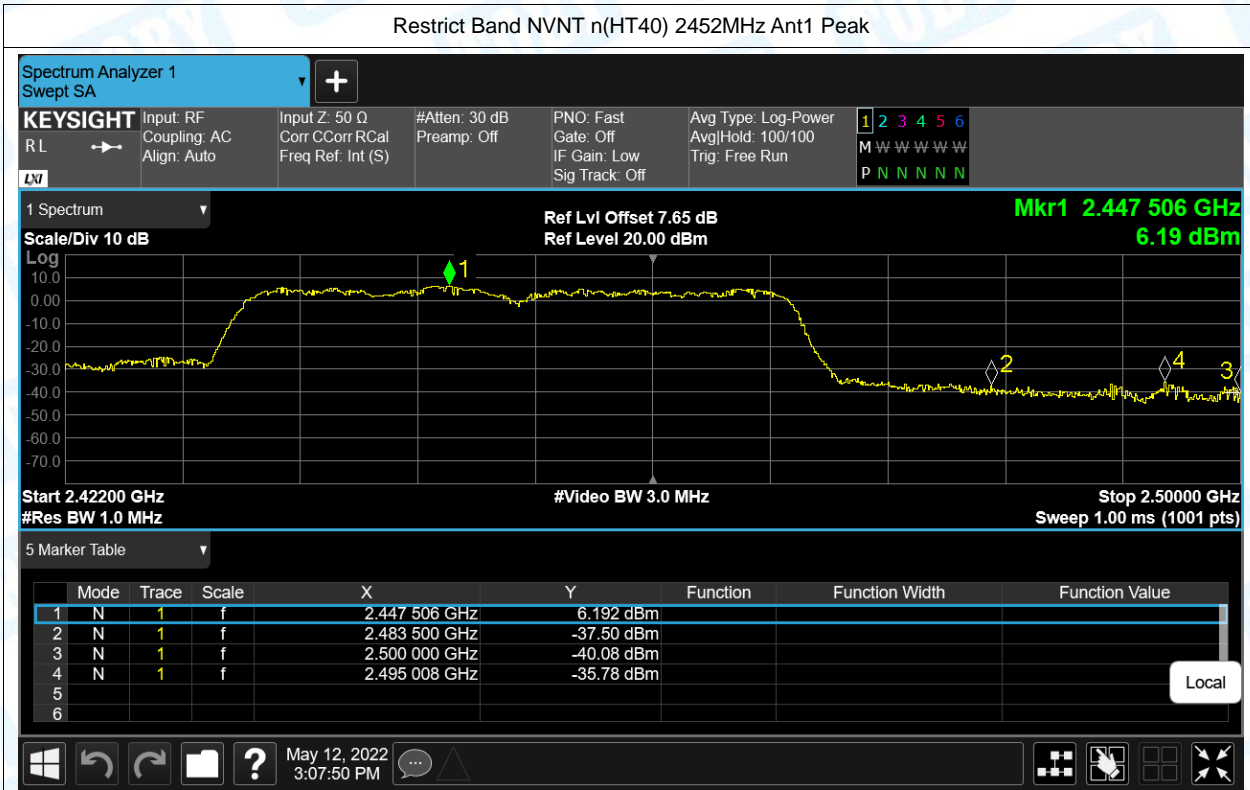 Restrict Band NVNT n(HT40) 2452MHz Ant1 Peak
Spectrum Analyzer 1
Swept SA
+
KEYSIGHT
RL
LXI
Input: RF
Coupling: AC
Align: Auto
Input Z: 50 Ω
Corr CCorr RCal
Freq Ref: Int (S)
#Atten: 30 dB
Preamp: Off
PNO: Fast
Gate: Off
IF Gain: Low
Sig Track: Off
Avg Type: Log-Power
Avg|Hold: 100/100
Trig: Free Run
1 2 3 4 5 6
M W W W W W
P N N N N N
1 Spectrum
Scale/Div 10 dB
Ref Lvl Offset 7.65 dB
Ref Level 20.00 dBm
Mkr1 2.447 506 GHz
6.19 dBm
Log
10.0
0.00
-10.0
-20.0
-30.0
-40.0
-50.0
-60.0
-70.0
1
2
4
3
Start 2.42200 GHz
#Video BW 3.0 MHz
Stop 2.50000 GHz
#Res BW 1.0 MHz
Sweep 1.00 ms (1001 pts)
5 Marker Table
Mode Trace Scale X Y Function Function Width Function Value
1 N 1 f 2.447 506 GHz 6.192 dBm
2 N 1 f 2.483 500 GHz -37.50 dBm
3 N 1 f 2.500 000 GHz -40.08 dBm
4 N 1 f 2.495 008 GHz -35.78 dBm
5
6
Local
?
May 12, 2022
3:07:50 PM